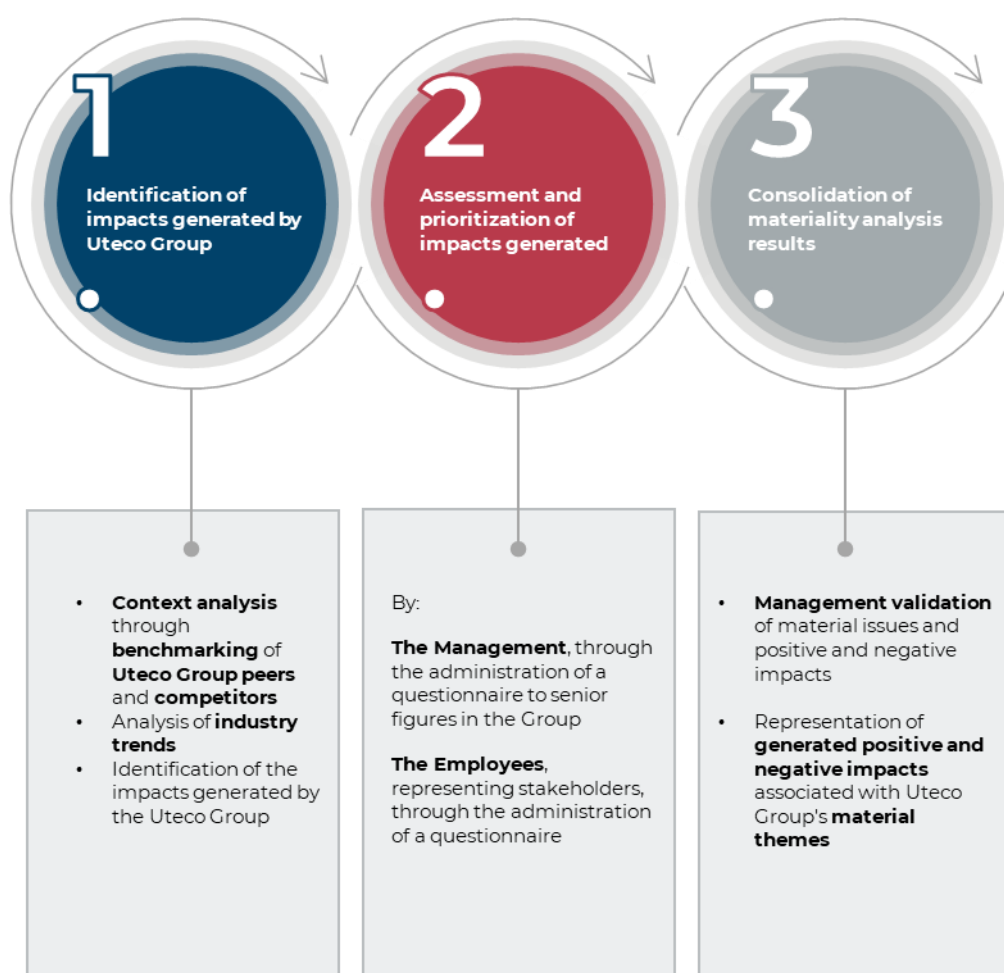 1
Identification of
impacts generated by
Uteco Group
2
Assessment and
prioritization of
impacts generated
3
Consolidation of
materiality analysis
results
• Context analysis
through
benchmarking of
Uteco Group peers
and competitors
• Analysis of industry
trends
• Identification of the
impacts generated by
the Uteco Group
By:
The Management, through
the administration of a
questionnaire to senior
figures in the Group
The Employees,
representing stakeholders,
through the administration
of a questionnaire
• Management validation
of material issues and
positive and negative
impacts
• Representation of
generated positive and
negative impacts
associated with Uteco
Group's material
themes